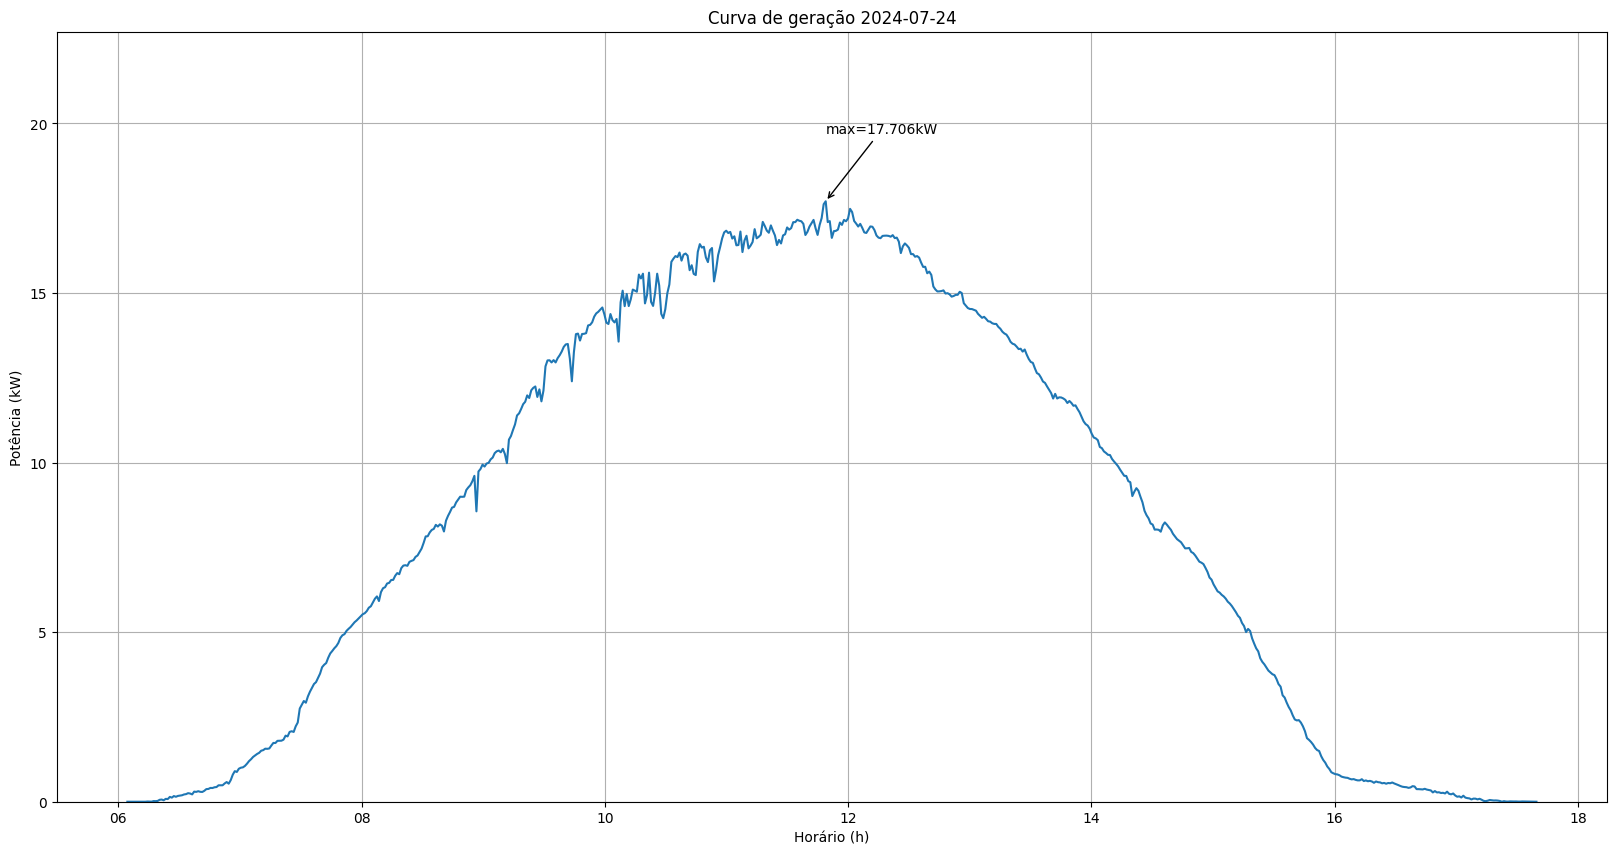 Curva de geração 2024-07-24
max=17.706kW
Potência (kW)
20
15
10
5
0
06 08 10 12 14 16 18
Horário (h)